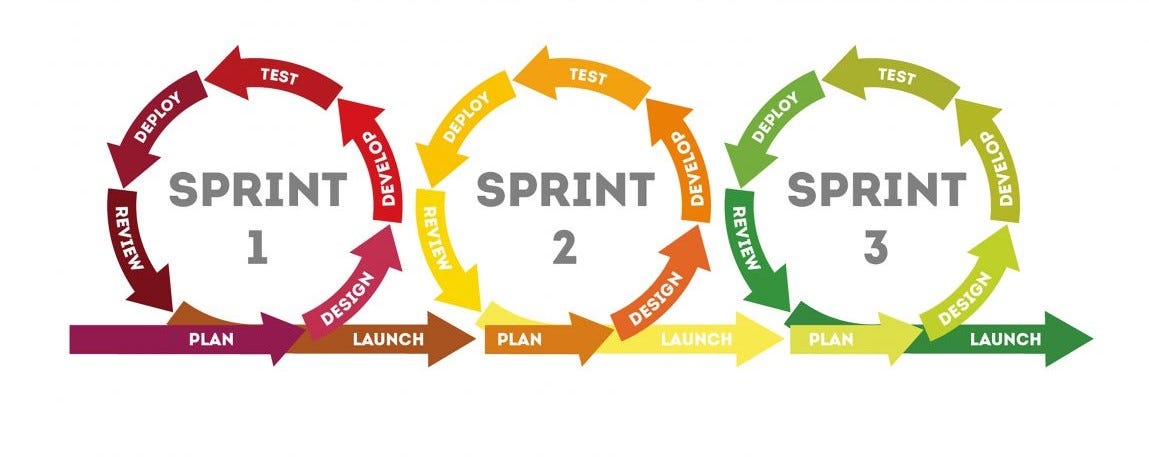 TEST
DEPLOY
DEVELOP
SPRINT
1
REVIEW
DESIGN
PLAN
LAUNCH
TEST
DEPLOY
DEVELOP
SPRINT
2
REVIEW
DESIGN
PLAN
LAUNCH
TEST
DEPLOY
DEVELOP
SPRINT
3
REVIEW
DESIGN
PLAN
LAUNCH